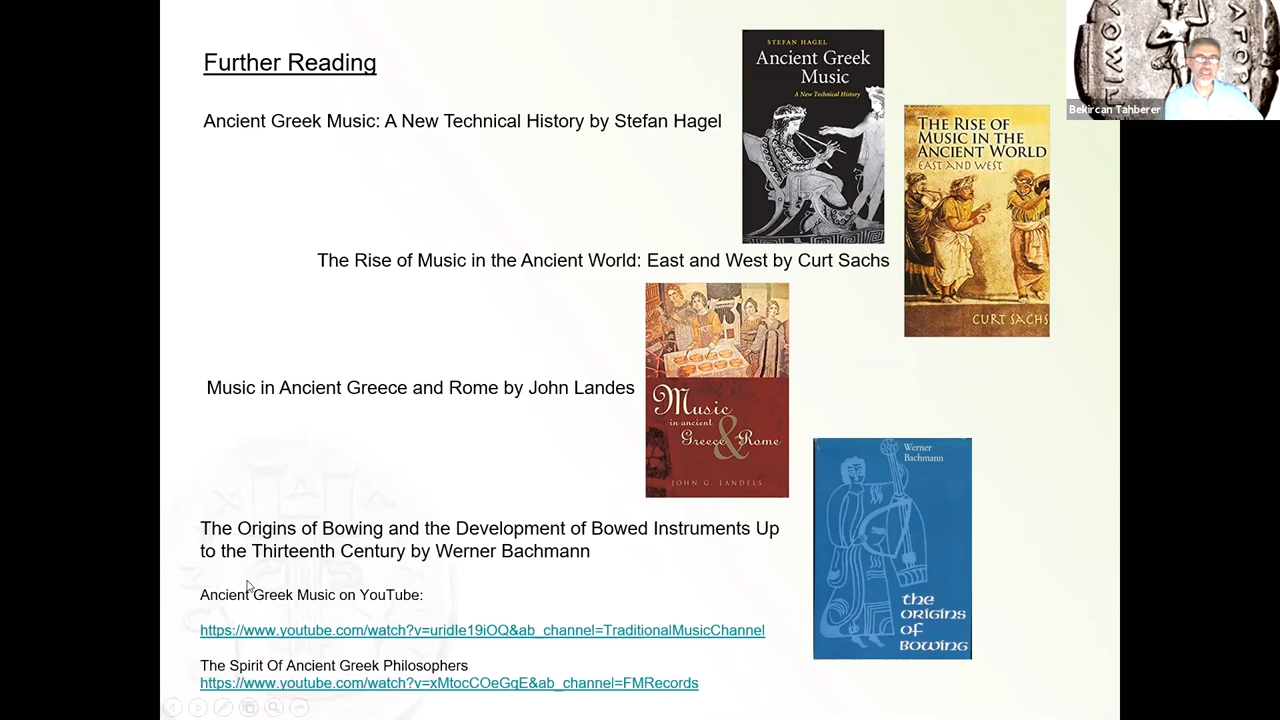 Further Reading
Ancient Greek Music: A New Technical History by Stefan Hagel
STEFAN HAGEL
Ancient Greek
Music
A New Technical History
Bekircan Tahberer
THE RISE OF
MUSIC IN THE
ANCIENT WORLD
EAST AND WEST
CURT SACHS
The Rise of Music in the Ancient World: East and West by Curt Sachs
Music in Ancient Greece and Rome by John Landes
Music
in ancient
Greece & Rome
JOHN G. LANDELS
Werner
Bachmann
the
ORIGINS
OF
BOWING
The Origins of Bowing and the Development of Bowed Instruments Up
to the Thirteenth Century by Werner Bachmann
Ancient Greek Music on YouTube:
https://www.youtube.com/watch?v=uridIe19iOQ&ab_channel=TraditionalMusicChannel
The Spirit Of Ancient Greek Philosophers
https://www.youtube.com/watch?v=xMtocCOeGqE&ab_channel=FMRecords